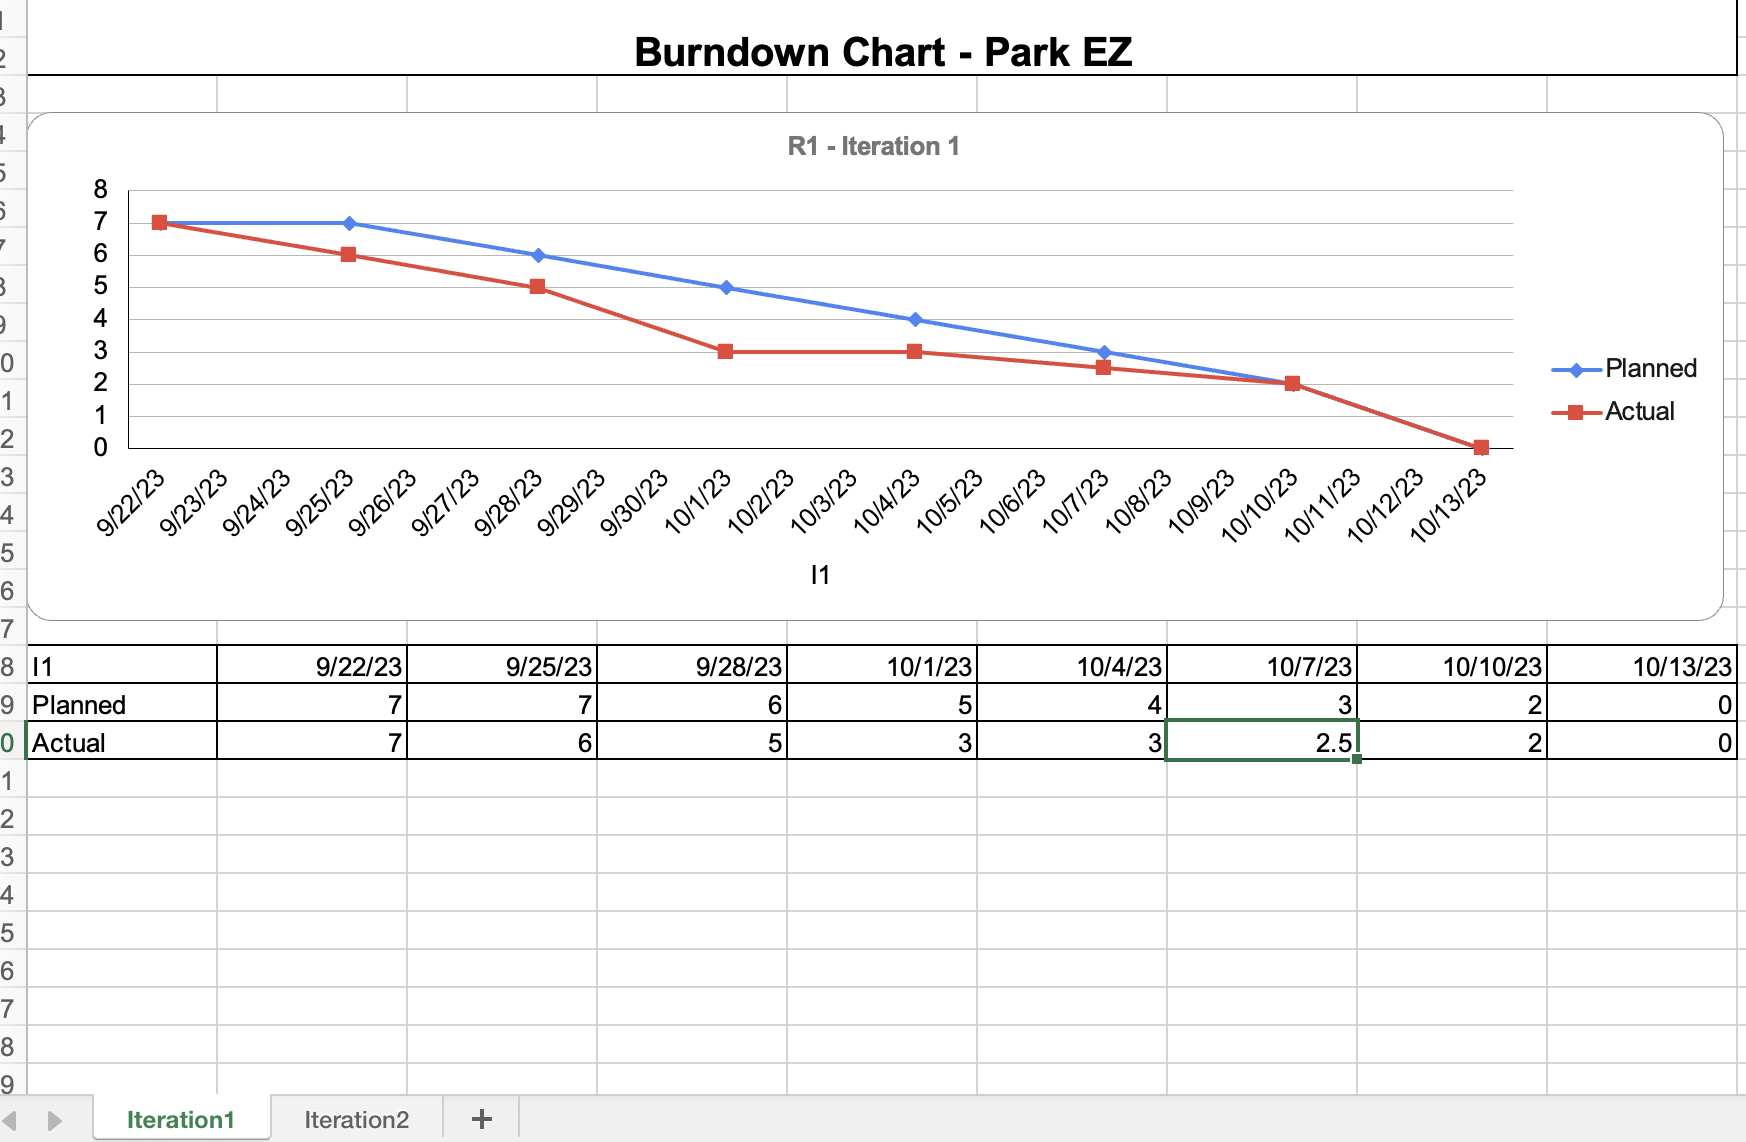 Burndown Chart - Park EZ
R1 - Iteration 1
8
7
6
5
4
3
2
1
0
9/22/23 9/23/23 9/24/23 9/25/23 9/26/23 9/27/23 9/28/23 9/29/23 9/30/23 10/1/23 10/2/23 10/3/23 10/4/23 10/5/23 10/6/23 10/7/23 10/8/23 10/9/23 10/10/23 10/11/23 10/12/23 10/13/23
I1
Planned
Actual
I1 9/22/23 9/25/23 9/28/23 10/1/23 10/4/23 10/7/23 10/10/23 10/13/23
Planned 7 7 6 5 4 3 2 0
Actual 7 6 5 3 3 2.5 2 0
Iteration1 Iteration2 +